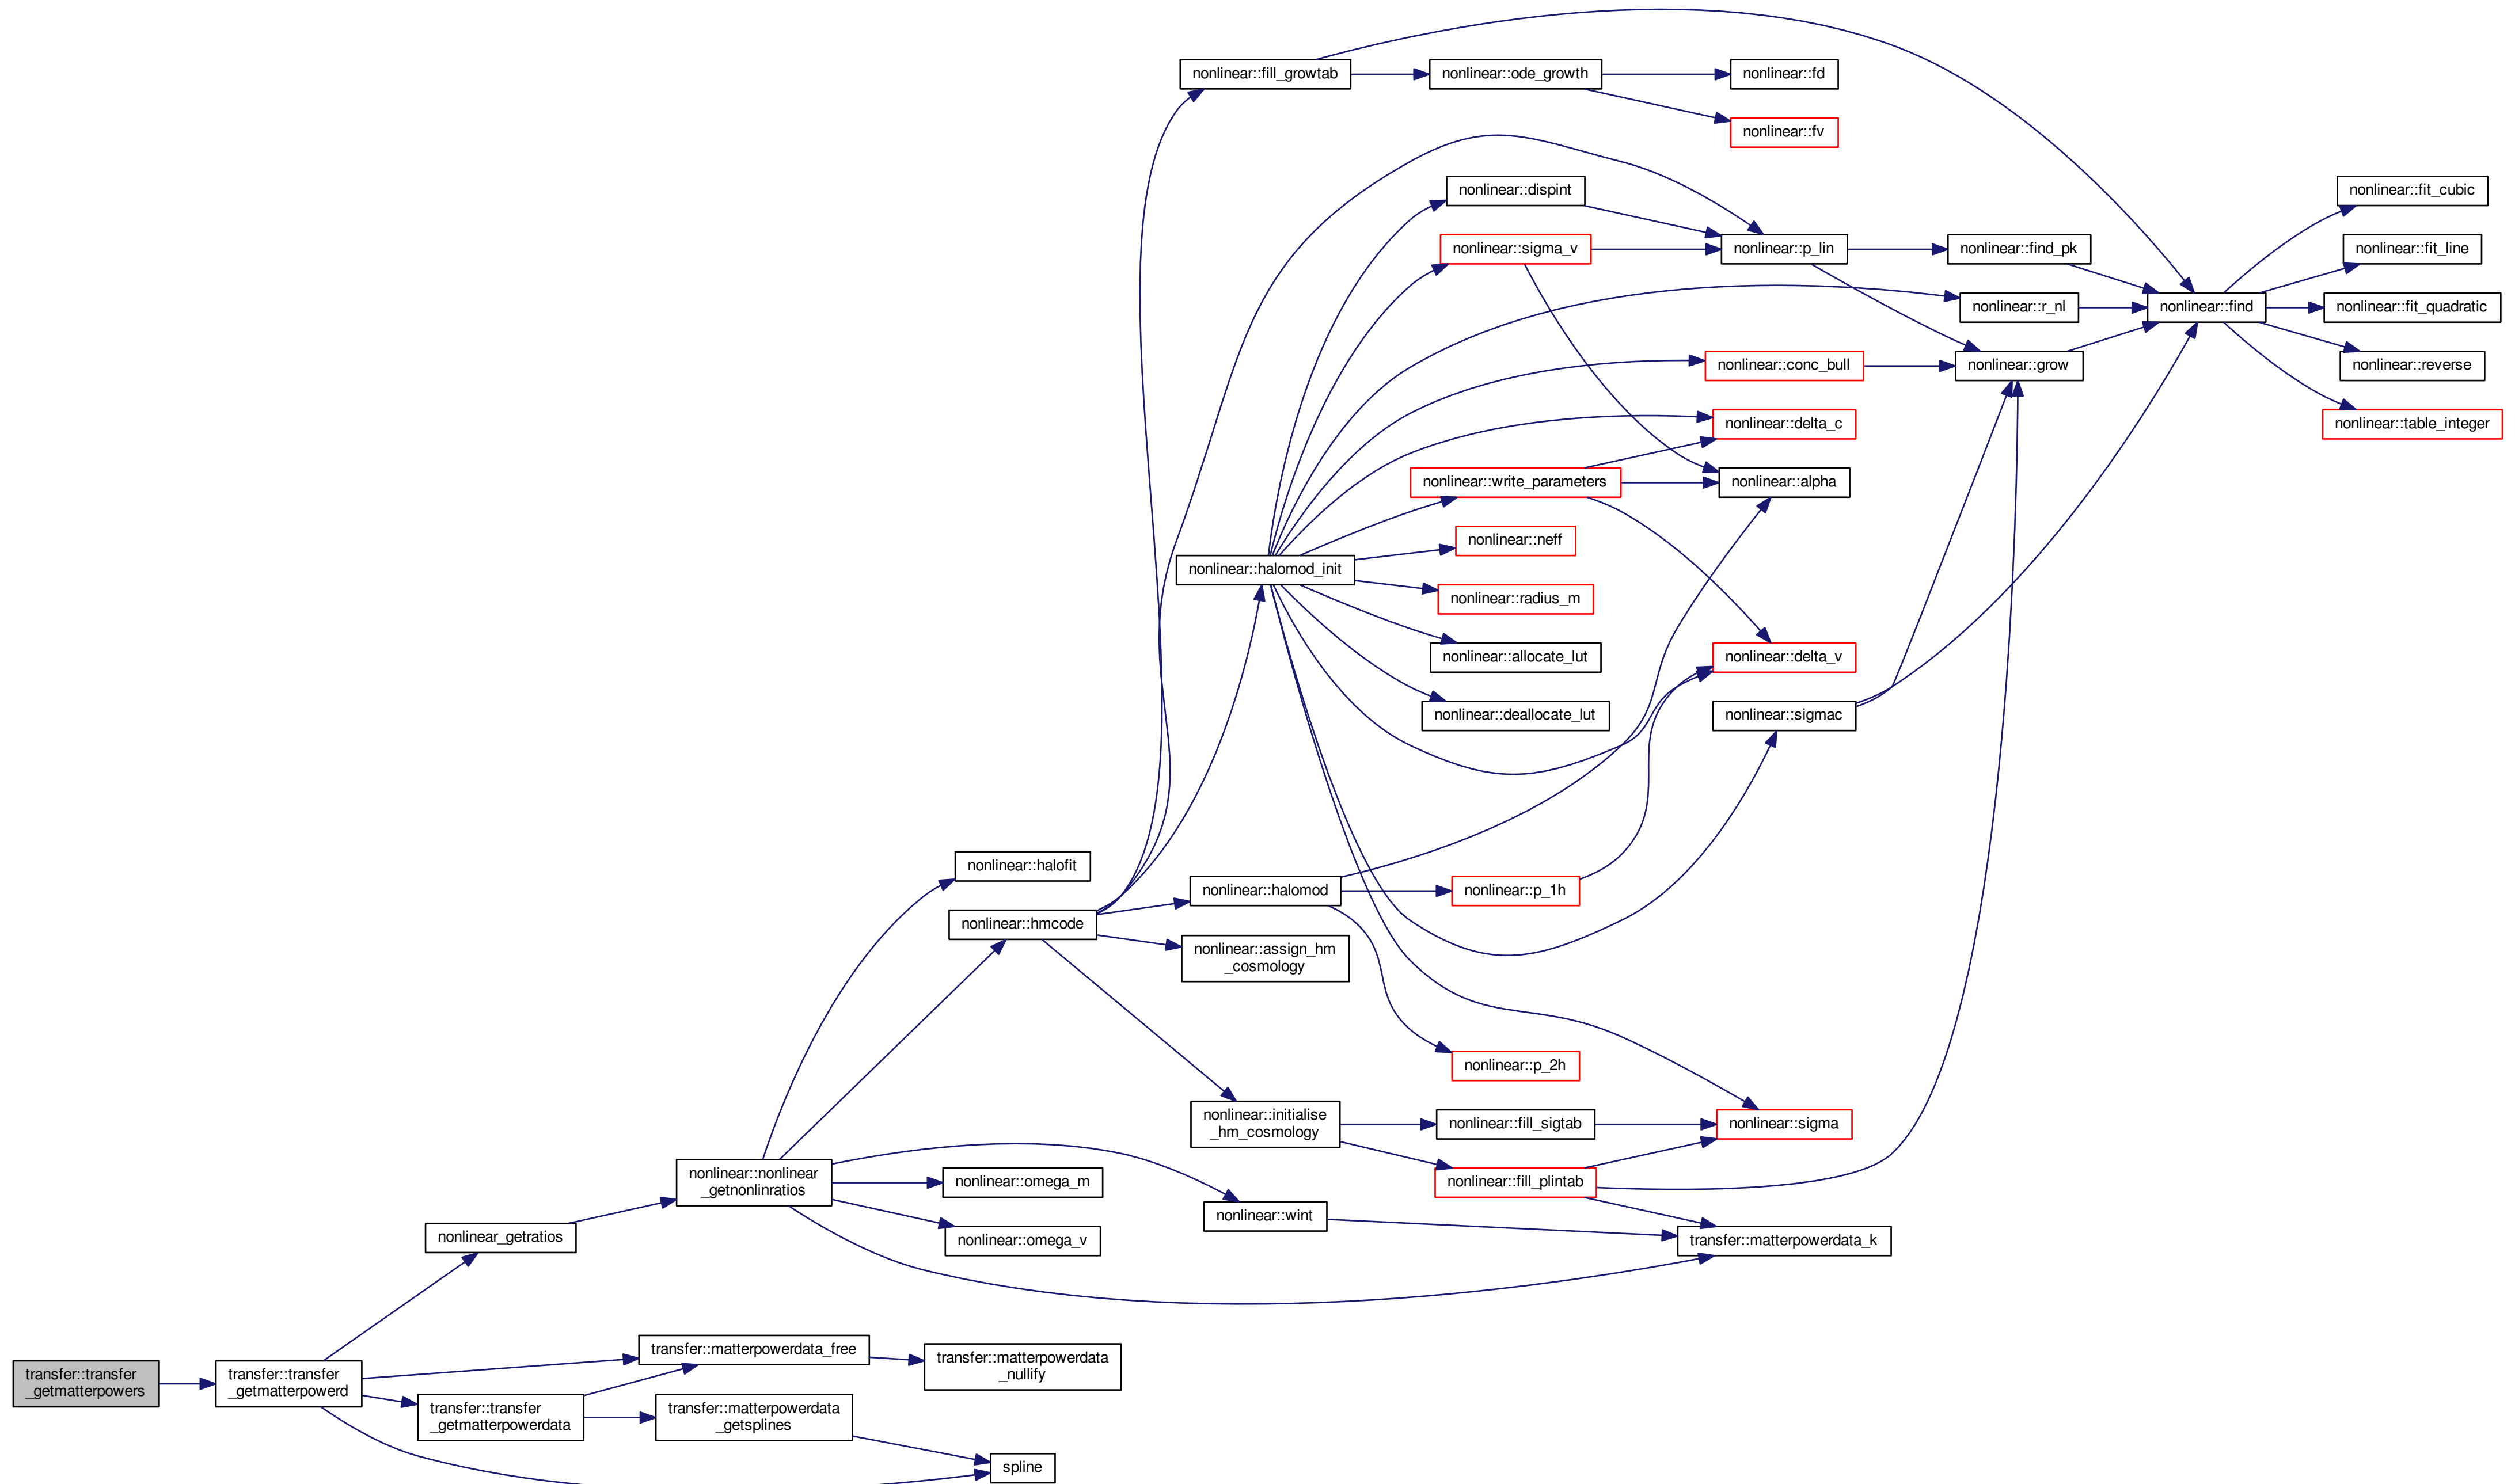 nonlinear::fill_growtab
nonlinear::ode_growth
nonlinear::fd
nonlinear::fv
nonlinear::dispint
nonlinear::fit_cubic
nonlinear::sigma_v
nonlinear::p_lin
nonlinear::find_pk
nonlinear::fit_line
nonlinear::r_nl
nonlinear::find
nonlinear::fit_quadratic
nonlinear::conc_bull
nonlinear::grow
nonlinear::reverse
nonlinear::delta_c
nonlinear::table_integer
nonlinear::write_parameters
nonlinear::alpha
nonlinear::neff
nonlinear::halomod_init
nonlinear::radius_m
nonlinear::allocate_lut
nonlinear::delta_v
nonlinear::deallocate_lut
nonlinear::sigmac
nonlinear::halofit
nonlinear::halomod
nonlinear::p_1h
nonlinear::hmcode
nonlinear::assign_hm
_cosmology
nonlinear::p_2h
nonlinear::initialise
_hm_cosmology
nonlinear::fill_sigtab
nonlinear::sigma
nonlinear::nonlinear
_getnonlinratios
nonlinear::omega_m
nonlinear::fill_plintab
nonlinear::wint
nonlinear_getratios
nonlinear::omega_v
transfer::matterpowerdata_k
transfer::matterpowerdata_free
transfer::matterpowerdata
_nullify
transfer::transfer
_getmatterpowers
transfer::transfer
_getmatterpowerd
transfer::transfer
_getmatterpowerdata
transfer::matterpowerdata
_getsplines
spline